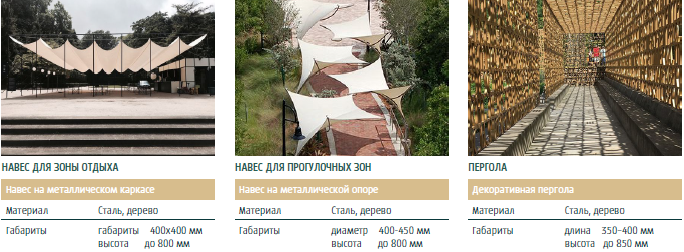 НАВЕС ДЛЯ ЗОНЫ ОТДЫХА
Навес на металлическом каркасе
Материал Сталь, дерево
Габариты габариты 400х400 мм
высота до 800 мм
НАВЕС ДЛЯ ПРОГУЛОЧНЫХ ЗОН
Навес на металлической опоре
Материал Сталь, дерево
Габариты диаметр 400-450 мм
высота до 800 мм
ПЕРГОЛА
Декоративная пергола
Материал Сталь, дерево
Габариты длина 350-400 мм
высота до 850 мм